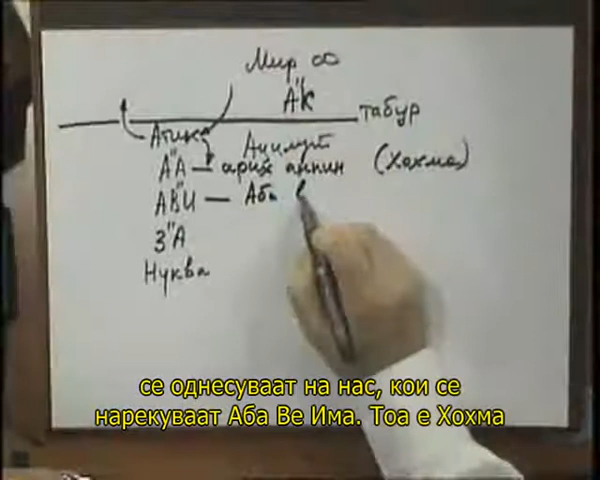 Мир ∞
А"К
табур
Атик
Ацилут
А"А — арих анпин (Хохма)
АВ"И — Аба в
З"А
Нуква
се однесуваат на нас, кои се
нарекуваат Аба Ве Има. Тоа е Хохма